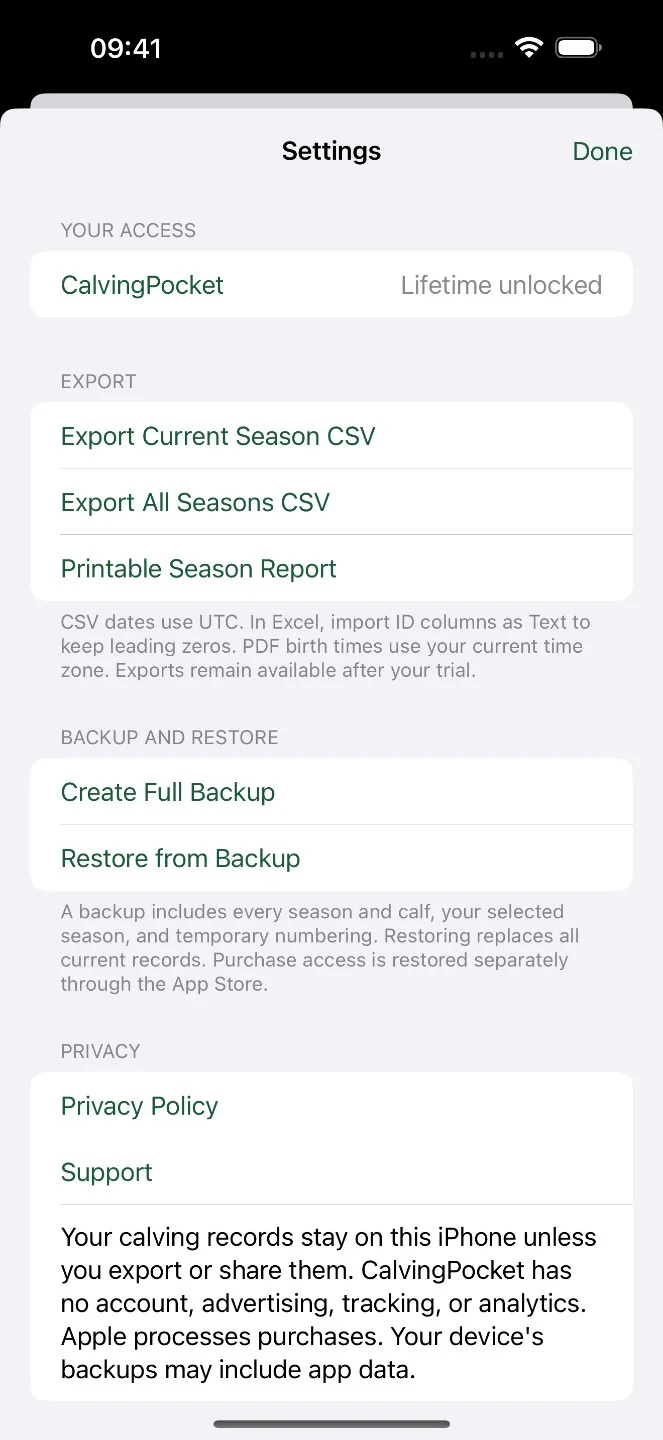 09:41
Settings
Done
YOUR ACCESS
CalvingPocket
Lifetime unlocked
EXPORT
Export Current Season CSV
Export All Seasons CSV
Printable Season Report
CSV dates use UTC. In Excel, import ID columns as Text to
keep leading zeros. PDF birth times use your current time
zone. Exports remain available after your trial.
BACKUP AND RESTORE
Create Full Backup
Restore from Backup
A backup includes every season and calf, your selected
season, and temporary numbering. Restoring replaces all
current records. Purchase access is restored separately
through the App Store.
PRIVACY
Privacy Policy
Support
Your calving records stay on this iPhone unless
you export or share them. CalvingPocket has
no account, advertising, tracking, or analytics.
Apple processes purchases. Your device's
backups may include app data.